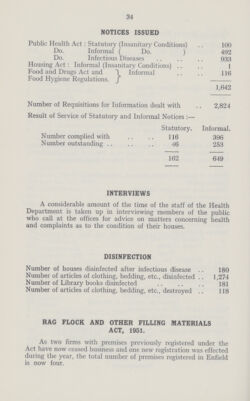 34
NOTICES ISSUED
Public Health Act : Statutory (Insanitary Conditions) .. 100
Do. Informal ( Do. ) 492
Do. Infectious Diseases .. .. .. 933
Housing Act : Informal (Insanitary Conditions) .. .. 1
Food and Drugs Act and } Informal .. .. 116
Food Hygiene Regulations.
1,642
Number of Requisitions for Information dealt with .. 2,824
Result of Service of Statutory and Informal Notices :—
Statutory. Informal.
Number complied with .. .. .. 116 396
Number outstanding .. .. .. .. 46 253
162 649
INTERVIEWS
A considerable amount of the time of the staff of the Health
Department is taken up in interviewing members of the public
who call at the offices for advice on matters concerning health
and complaints as to the condition of their houses.
DISINFECTION
Number of houses disinfected after infectious disease .. 180
Number of articles of clothing, bedding, etc., disinfected .. 1,274
Number of Library books disinfected .. .. .. 181
Number of articles of clothing, bedding, etc., destroyed .. 118
RAG FLOCK AND OTHER FILLING MATERIALS
ACT, 1951.
As two firms with premises previously registered under the
Act have now ceased business and one new registration was effected
during the year, the total number of premises registered in Enfield
is now four.